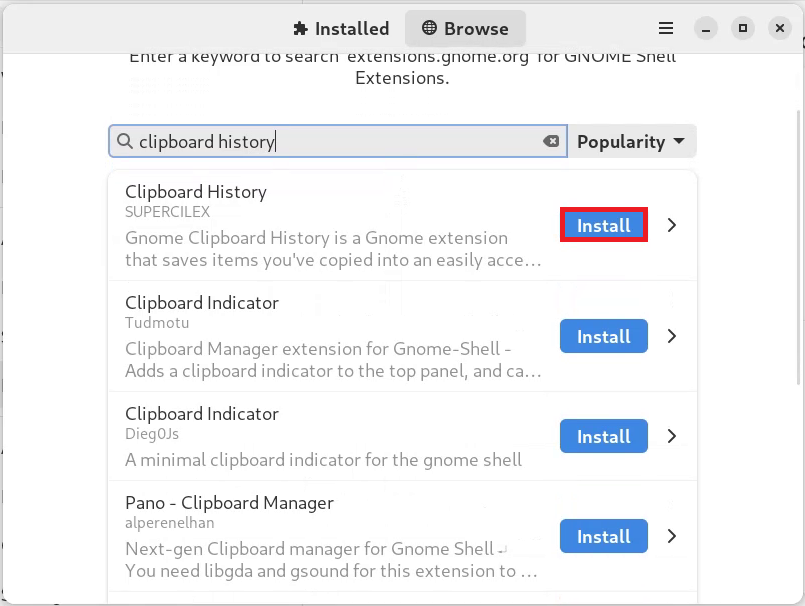 Installed
Browse
Enter a keyword to search 'extensions.gnome.org' for GNOME Shell
Extensions.
clipboard history
Popularity
Clipboard History
SUPERCILEX
Gnome Clipboard History is a Gnome extension
that saves items you've copied into an easily acce…
Install
Clipboard Indicator
Tudmotu
Clipboard Manager extension for Gnome-Shell -
Adds a clipboard indicator to the top panel, and ca…
Install
Clipboard Indicator
Dieg0Js
A minimal clipboard indicator for the gnome shell
Install
Pano - Clipboard Manager
alperenelhan
Next-gen Clipboard manager for Gnome Shell ↵
You need libgda and gsound for this extension to …
Install